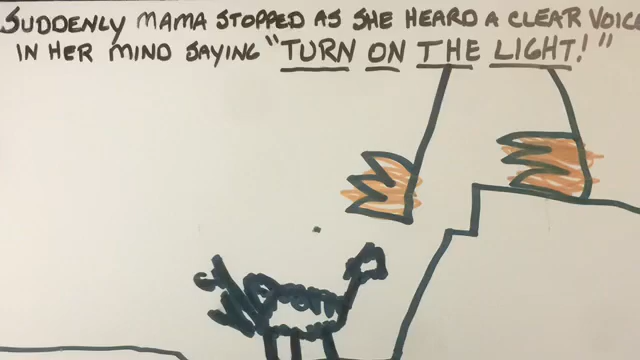 SUDDENLY MAMA STOPPED AS SHE HEARD A CLEAR VOICE
IN HER MIND SAYING "TURN ON THE LIGHT!"